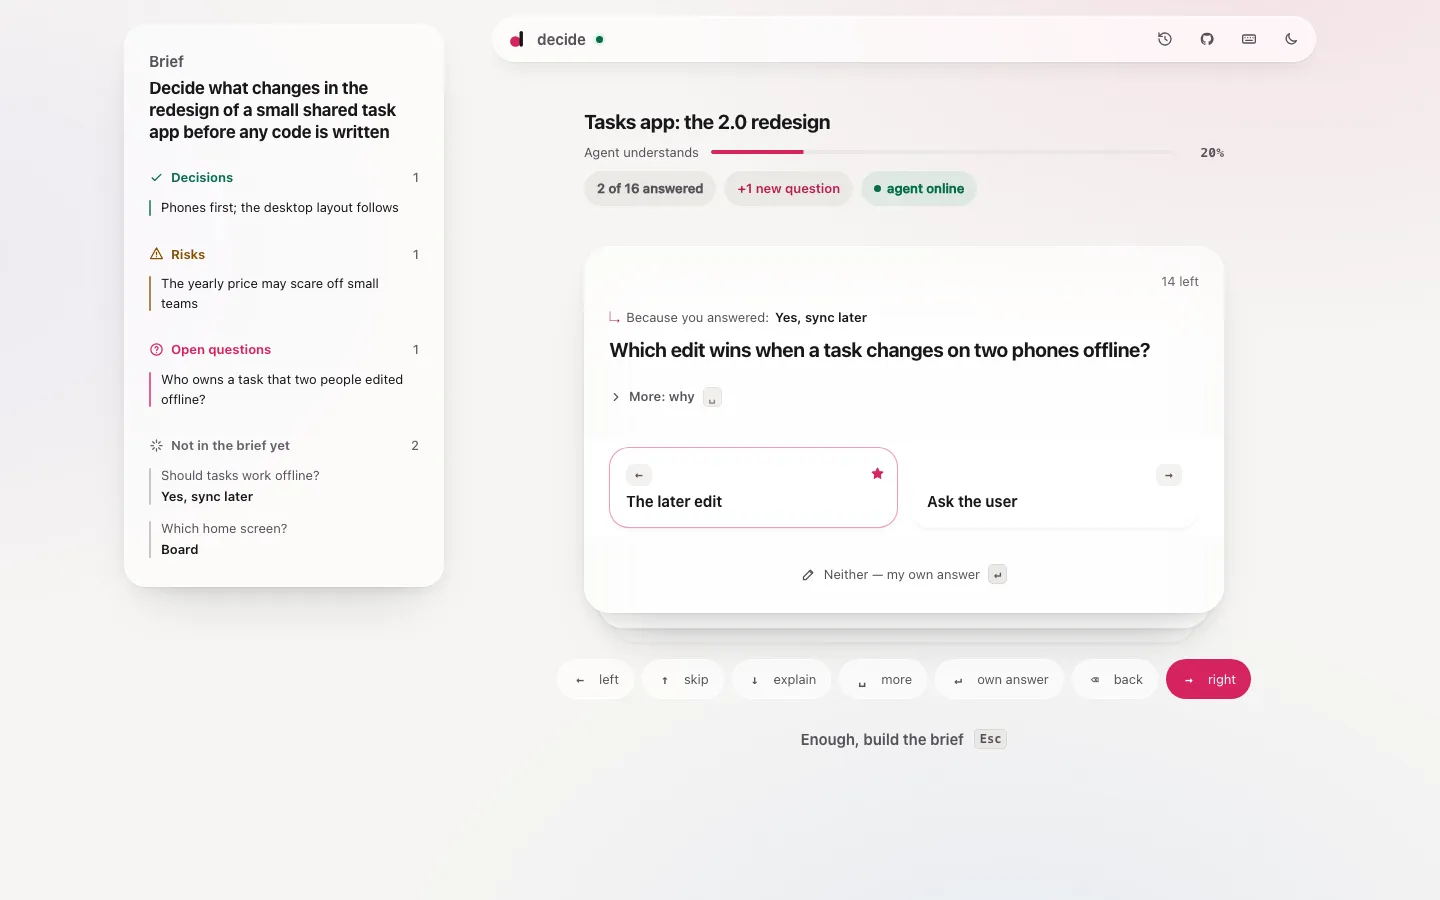 Brief
Decide what changes in the
redesign of a small shared task
app before any code is written
Decisions 1
Phones first; the desktop layout follows
Risks 1
The yearly price may scare off small
teams
Open questions 1
Who owns a task that two people edited
offline?
Not in the brief yet 2
Should tasks work offline?
Yes, sync later
Which home screen?
Board
decide
Tasks app: the 2.0 redesign
Agent understands 20%
2 of 16 answered +1 new question agent online
14 left
Because you answered: Yes, sync later
Which edit wins when a task changes on two phones offline?
More: why ␣
← →
The later edit Ask the user
Neither — my own answer ↵
← left ↑ skip ↓ explain ␣ more ↵ own answer ⌫ back → right
Enough, build the brief Esc